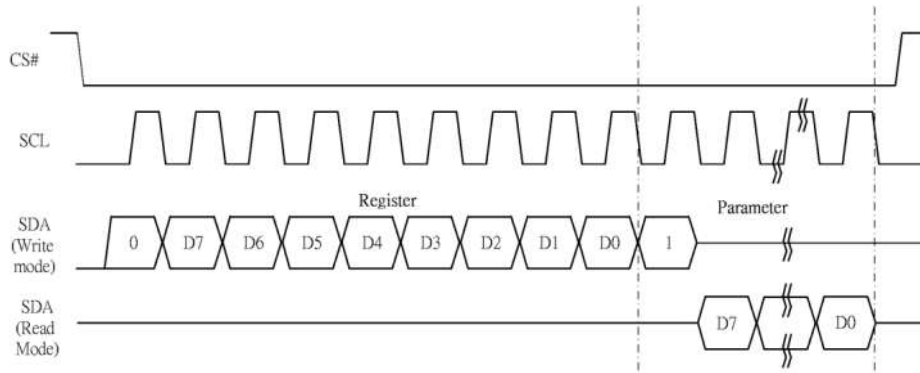 CS#
SCL
Register
Parameter
SDA
(Write
mode)
0 D7 D6 D5 D4 D3 D2 D1 D0 1
SDA
(Read
Mode)
D7 D0